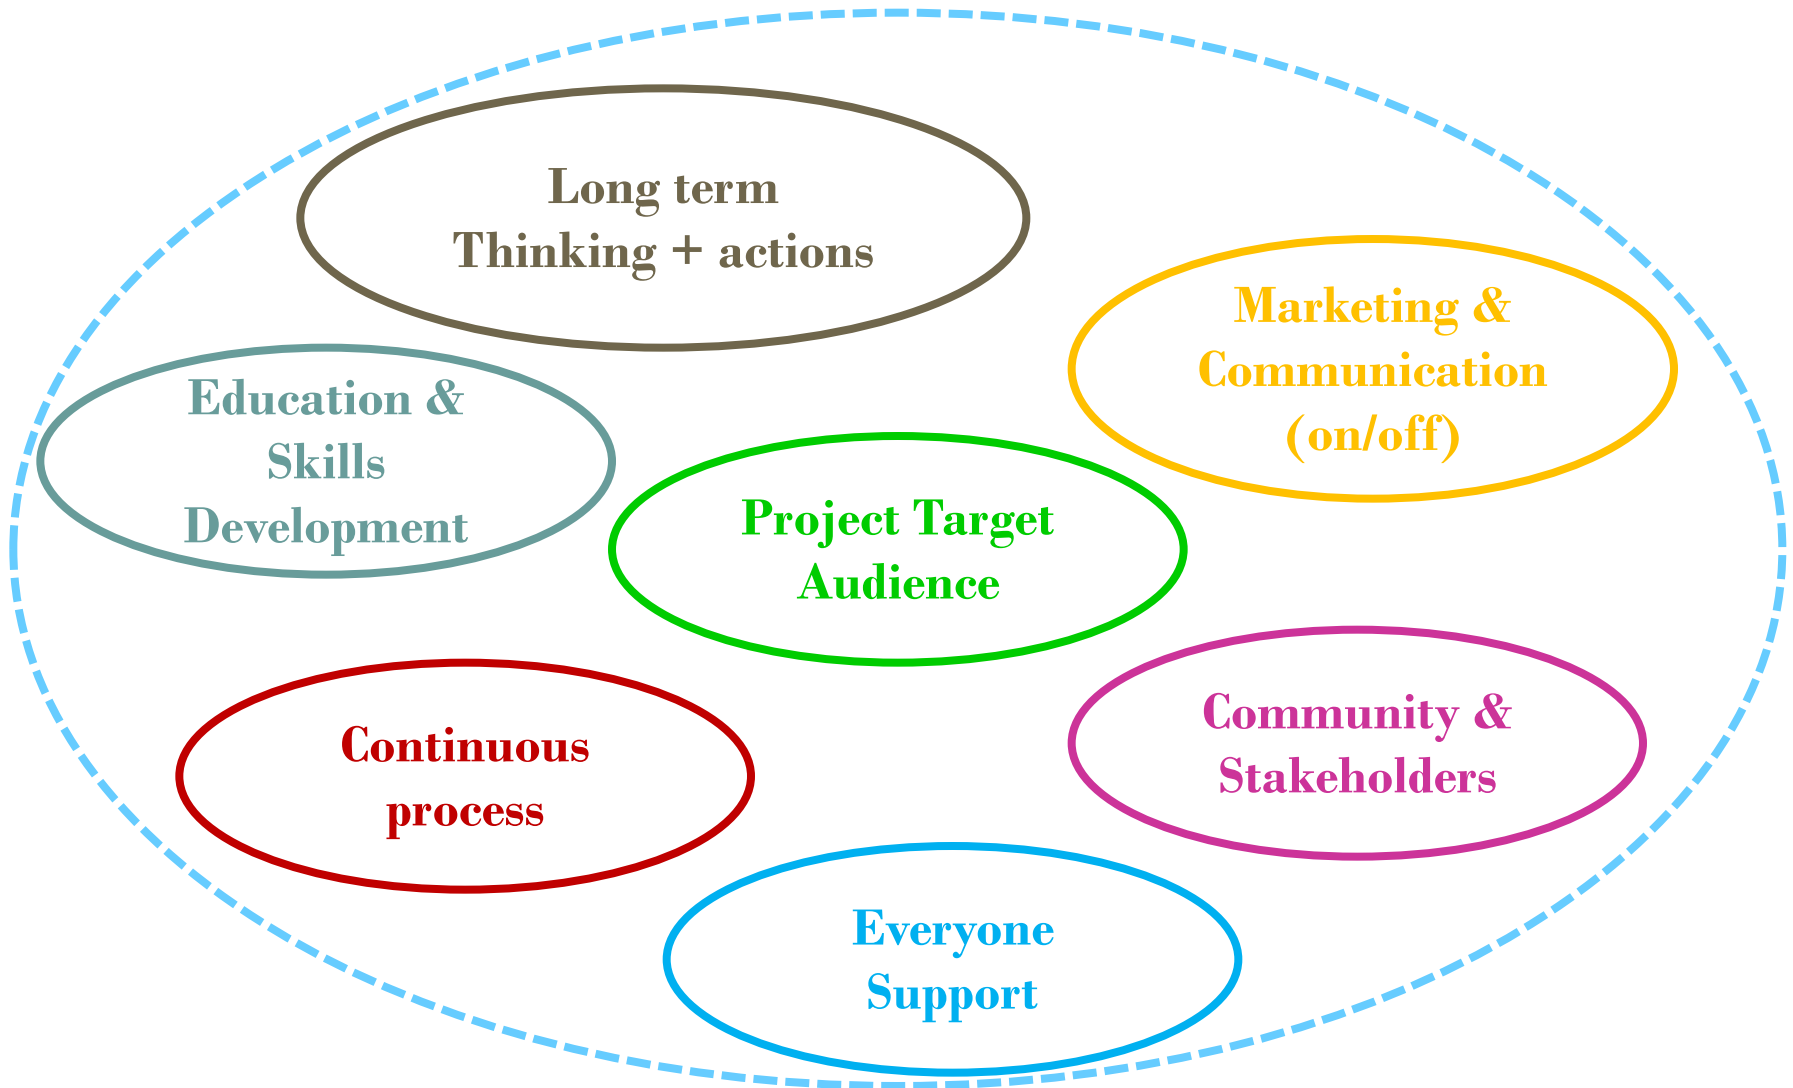 Long term
Thinking + actions
Marketing &
Communication
(on/off)
Education &
Skills
Development
Project Target
Audience
Community &
Stakeholders
Continuous
process
Everyone
Support